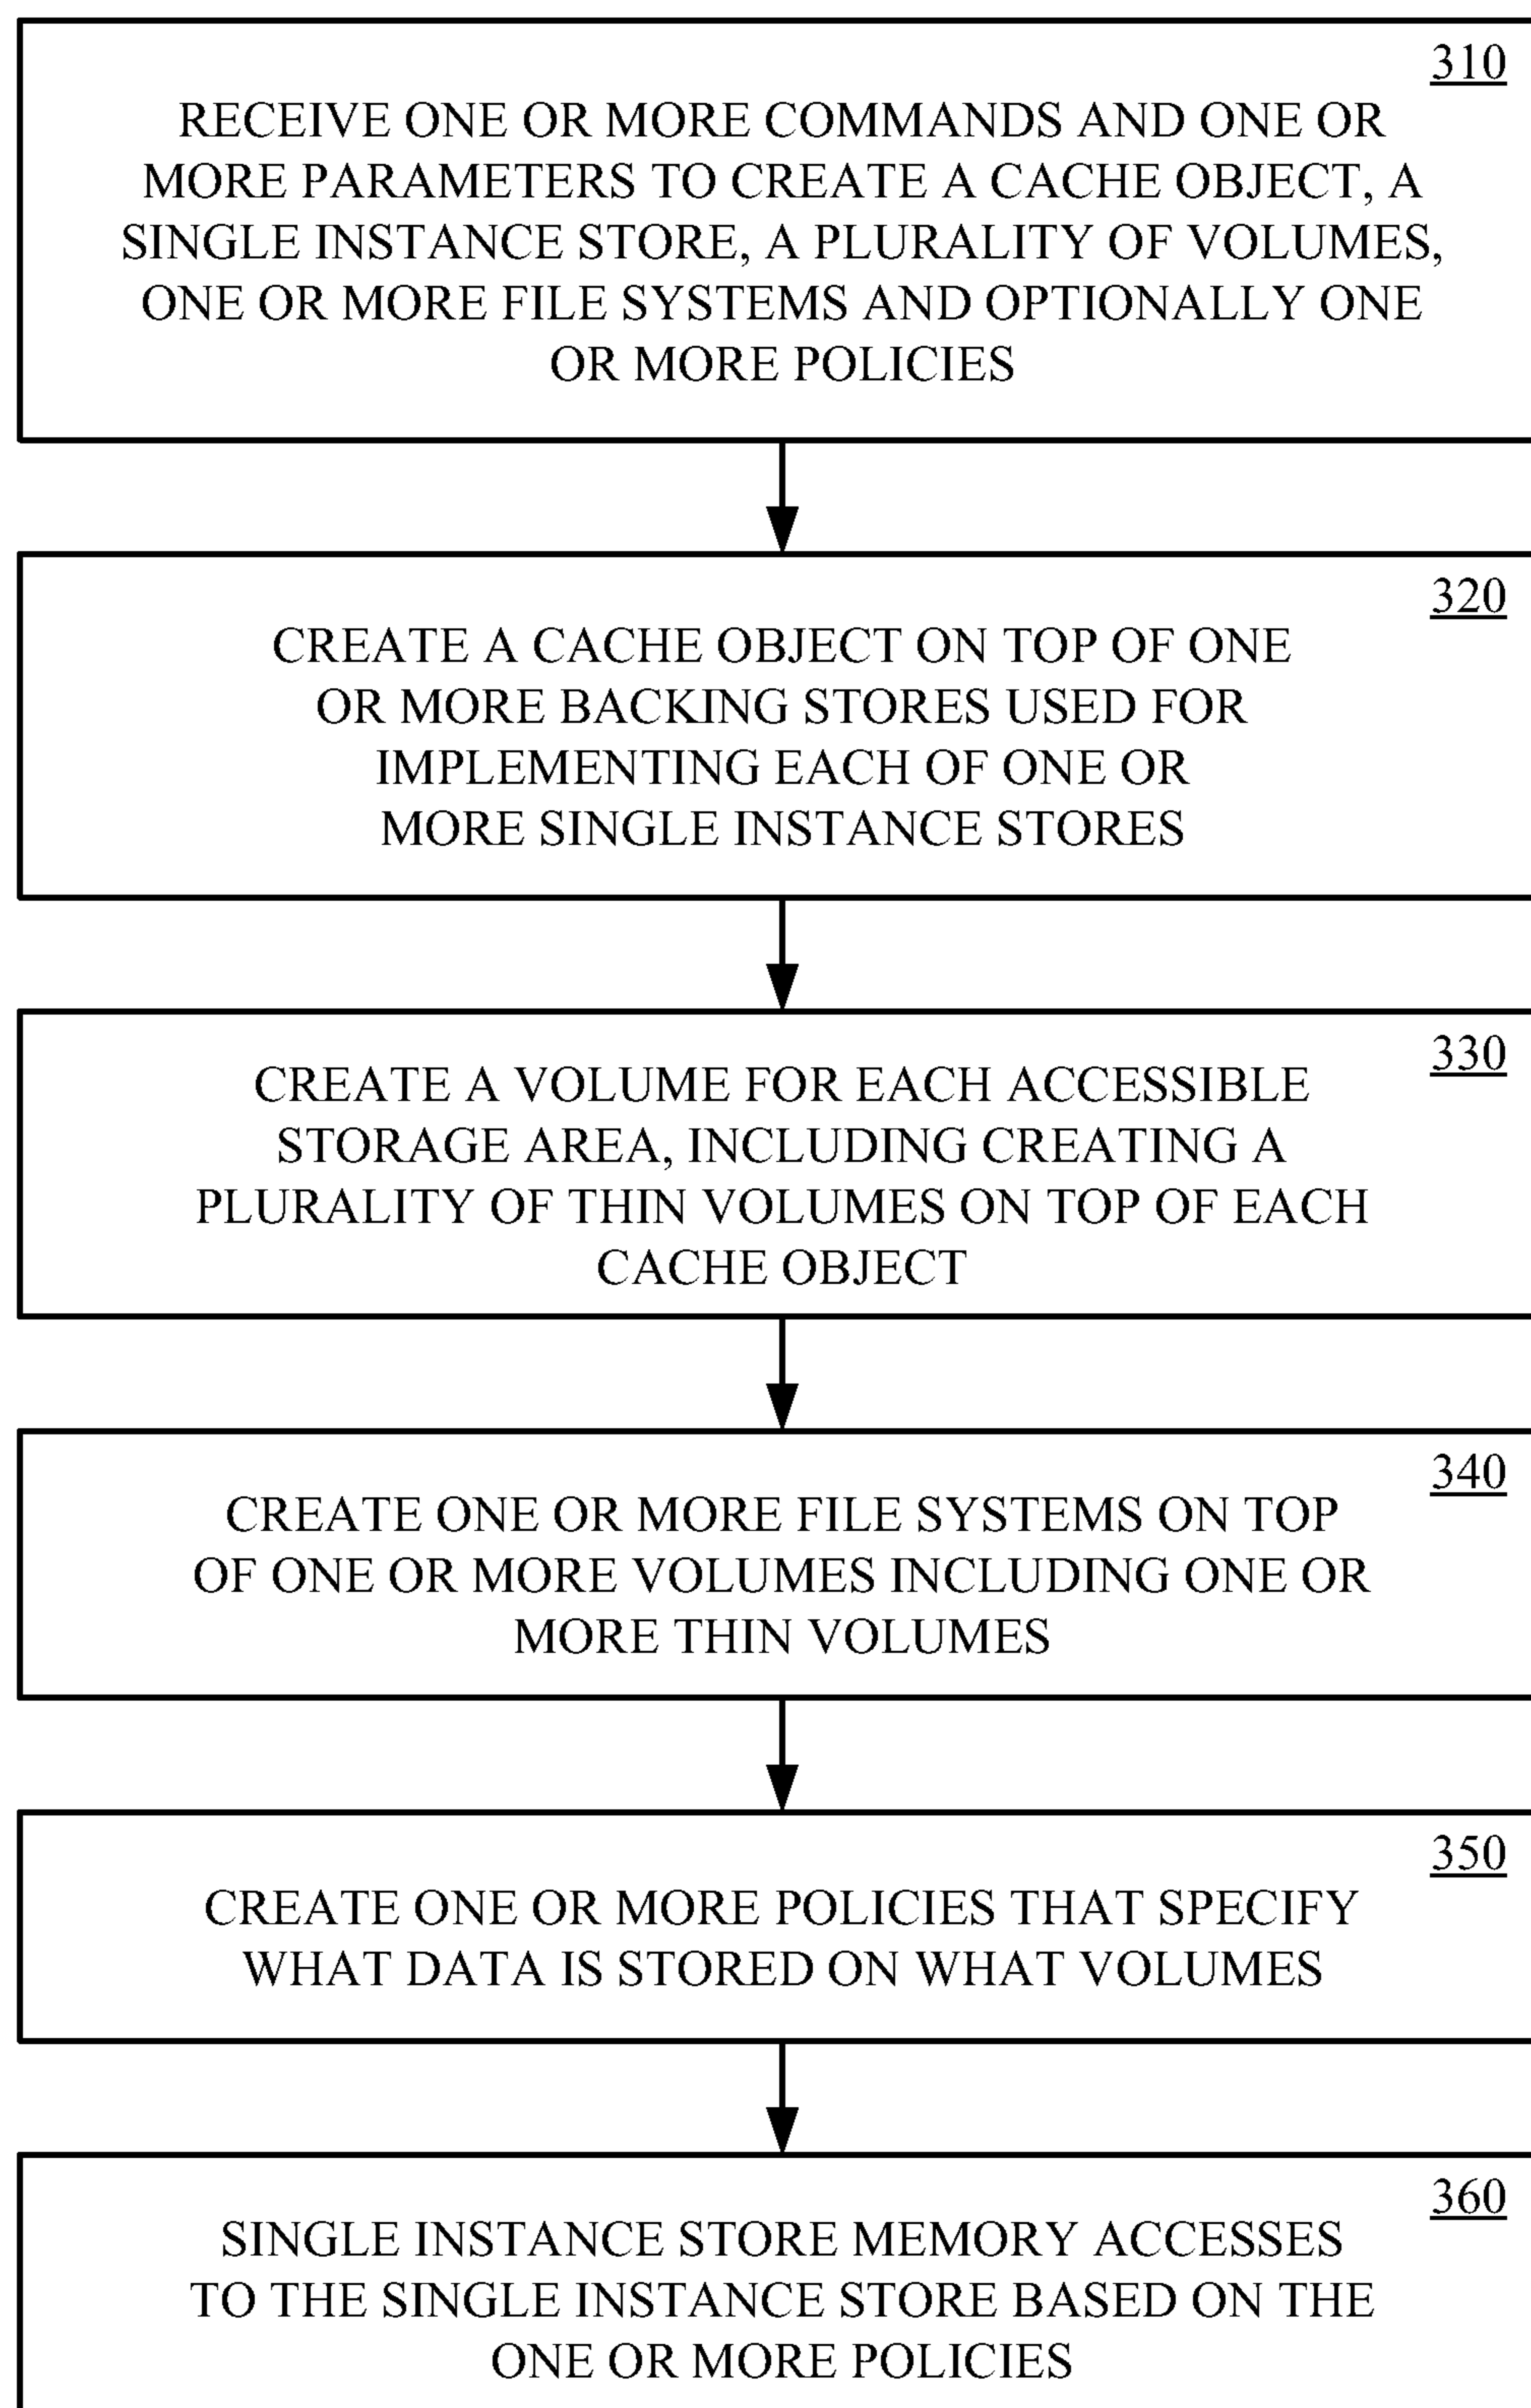 310
RECEIVE ONE OR MORE COMMANDS AND ONE OR
MORE PARAMETERS TO CREATE A CACHE OBJECT, A
SINGLE INSTANCE STORE, A PLURALITY OF VOLUMES,
ONE OR MORE FILE SYSTEMS AND OPTIONALLY ONE
OR MORE POLICIES
320
CREATE A CACHE OBJECT ON TOP OF ONE
OR MORE BACKING STORES USED FOR
IMPLEMENTING EACH OF ONE OR
MORE SINGLE INSTANCE STORES
330
CREATE A VOLUME FOR EACH ACCESSIBLE
STORAGE AREA, INCLUDING CREATING A
PLURALITY OF THIN VOLUMES ON TOP OF EACH
CACHE OBJECT
340
CREATE ONE OR MORE FILE SYSTEMS ON TOP
OF ONE OR MORE VOLUMES INCLUDING ONE OR
MORE THIN VOLUMES
350
CREATE ONE OR MORE POLICIES THAT SPECIFY
WHAT DATA IS STORED ON WHAT VOLUMES
360
SINGLE INSTANCE STORE MEMORY ACCESSES
TO THE SINGLE INSTANCE STORE BASED ON THE
ONE OR MORE POLICIES